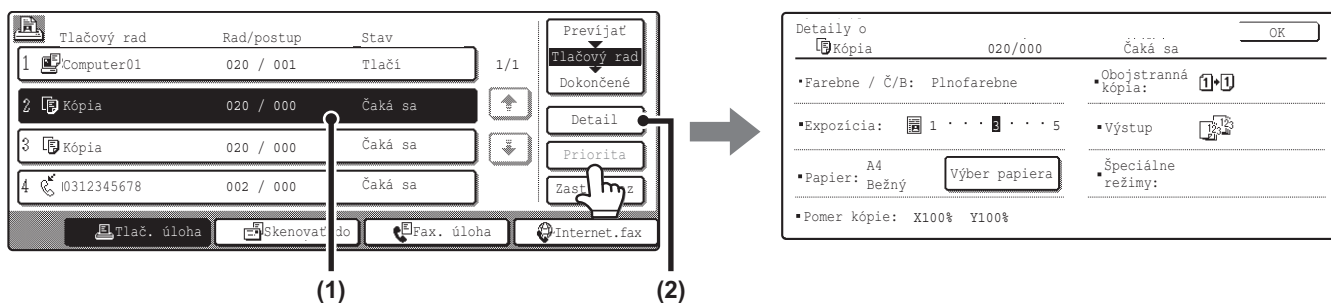 Tlačový rad Rad/postup Stav
1 Computer01 020 / 001 Tlačí
2 Kópia 020 / 000 Čaká sa
3 Kópia 020 / 000 Čaká sa
4 0312345678 002 / 000 Čaká sa
1/1
Prevíjať
Tlačový rad
Dokončené
Detail
Priorita
Tlač. úloha
Skenovať do
Fax. úloha
Internet.fax
(1)
(2)
Detaily o
OK
Kópia 020/000 Čaká sa
Farebne / Č/B: Plnofarebne
Obojstranná
kópia:
Expozícia: 1 3 5
Výstup
Papier: A4
Bežný
Výber papiera
Špeciálne
režimy:
Pomer kópie: X100% Y100%